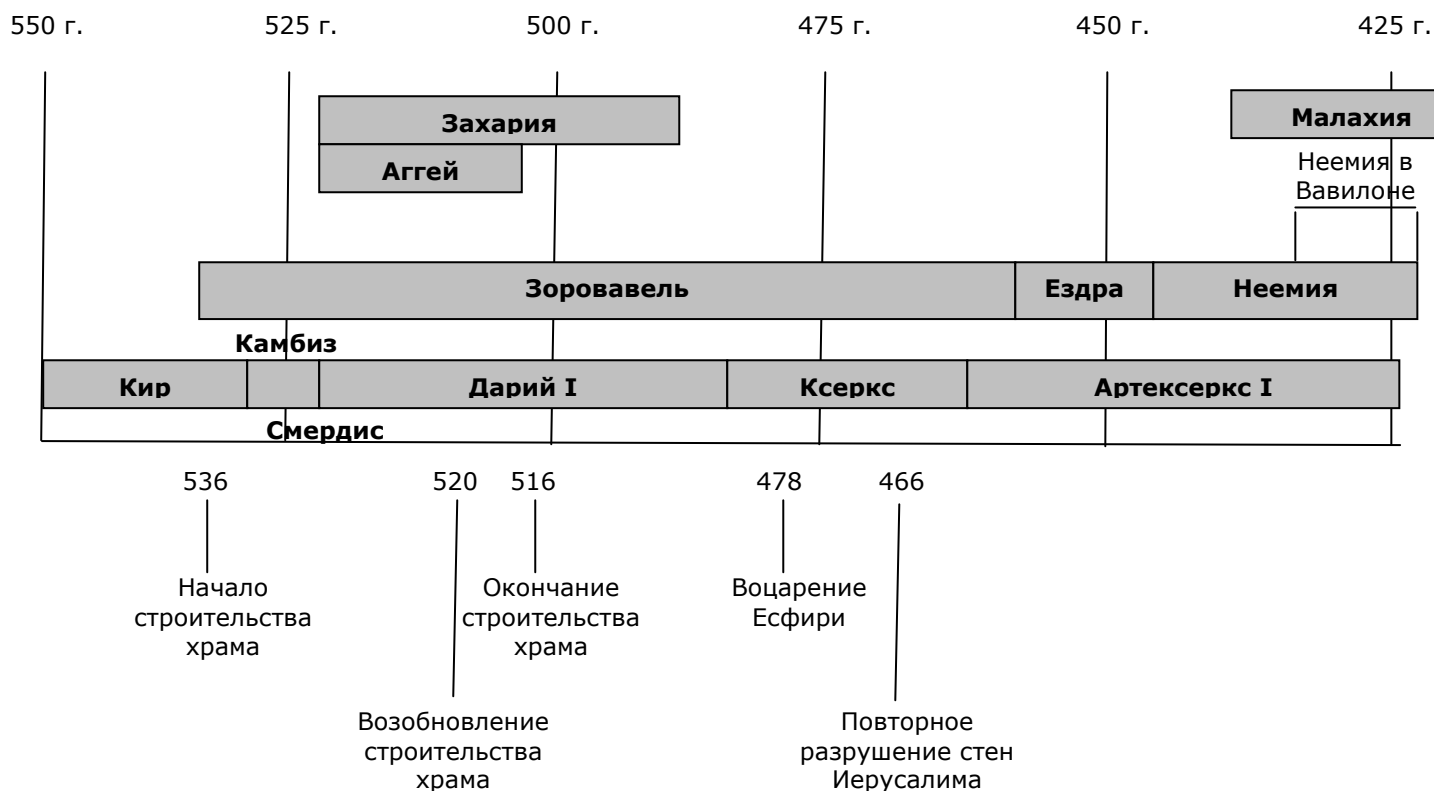 550 г. 525 г. 500 г. 475 г. 450 г. 425 г.
Захария
Малахия
Аггей
Неемия в
Вавилоне
Зоровавель Ездра Неемия
Камбиз
Кир Дарий I Ксеркс Артексеркс I
Смердис
536 520 516 478 466
Начало
строительства
храма
Окончание
строительства
храма
Воцарение
Есфири
Возобновление
строительства
храма
Повторное
разрушение стен
Иерусалима